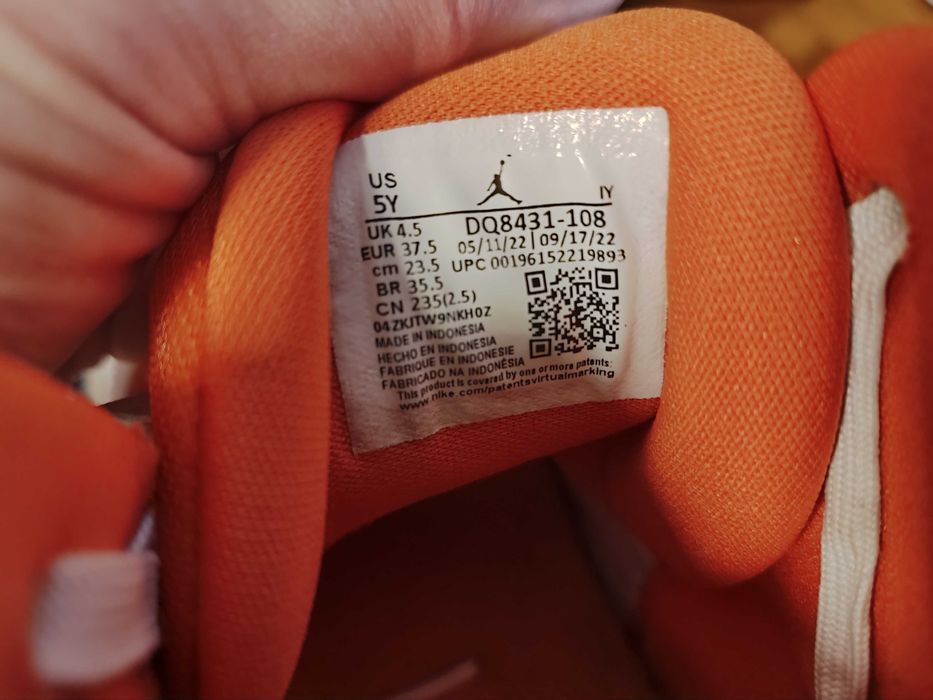 US
5Y
IY
UK 4.5
DQ8431-108
EUR 37.5
05/11/22 | 09/17/22
cm 23.5
UPC 00196152219893
BR 35.5
CN 235(2.5)
04ZKJTW9NKH0Z
MADE IN INDONESIA
HECHO EN INDONESIA
FABRIQUE EN INDONESIE
FABRICADO NA INDONÉSIA
This product is covered by one or more patents:
www.nike.com/patentsvirtualmarking